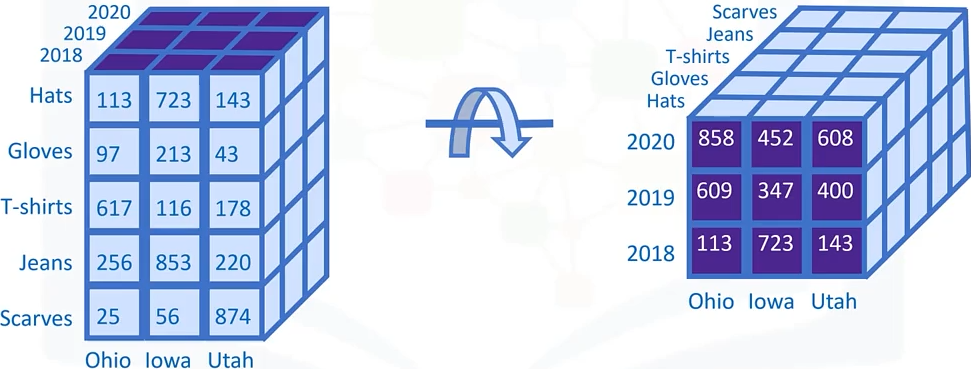 2020
2019
2018
Hats 113 723 143
Gloves 97 213 43
T-shirts 617 116 178
Jeans 256 853 220
Scarves 25 56 874
Ohio Iowa Utah
Scarves
Jeans
T-shirts
Gloves
Hats
2020 858 452 608
2019 609 347 400
2018 113 723 143
Ohio Iowa Utah